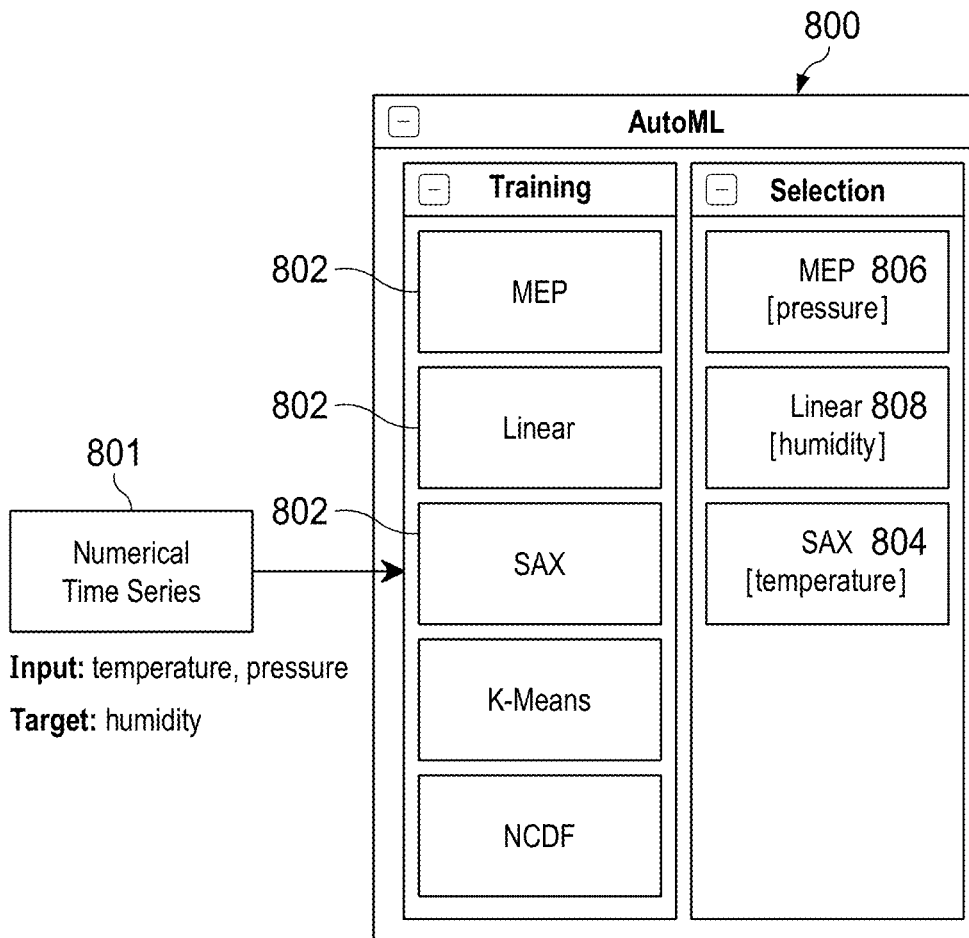 800
AutoML
Training
Selection
802
MEP
MEP 806
[pressure]
802
Linear
Linear 808
[humidity]
801
802
SAX
SAX 804
[temperature]
Numerical
Time Series
Input: temperature, pressure
Target: humidity
K-Means
NCDF